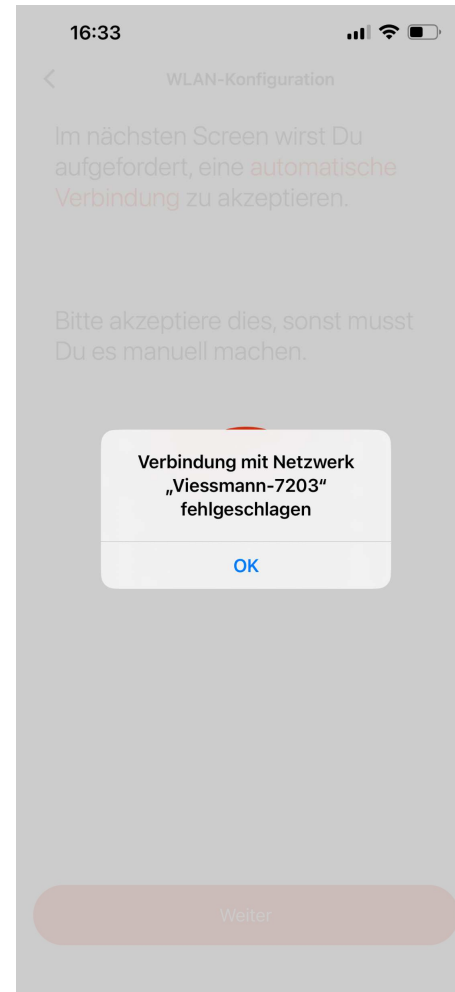 16:33
WLAN-Konfiguration
Im nächsten Screen wirst Du
aufgefordert, eine automatische
Verbindung zu akzeptieren.
Bitte akzeptiere dies, sonst musst
Du es manuell machen.
Verbindung mit Netzwerk
„Viessmann-7203“
fehlgeschlagen
OK
Weiter